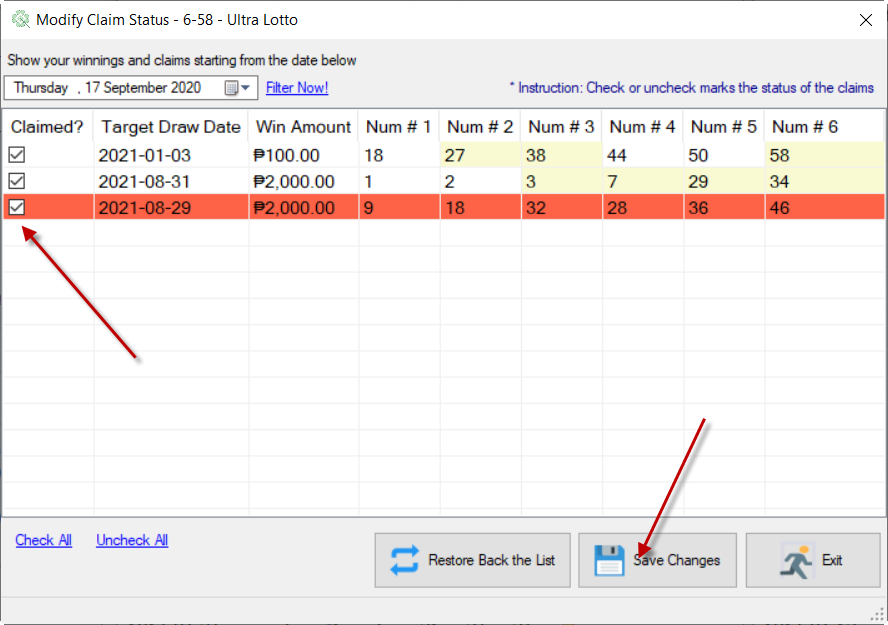 Modify Claim Status - 6-58 - Ultra Lotto
Show your winnings and claims starting from the date below
Thursday , 17 September 2020 Filter Now! * Instruction: Check or uncheck marks the status of the claims
Claimed? Target Draw Date Win Amount Num # 1 Num # 2 Num # 3 Num # 4 Num # 5 Num # 6
2021-01-03 ₱100.00 18 27 38 44 50 58
2021-08-31 ₱2,000.00 1 2 3 7 29 34
2021-08-29 ₱2,000.00 9 18 32 28 36 46
Check All Uncheck All
Restore Back the List Save Changes Exit